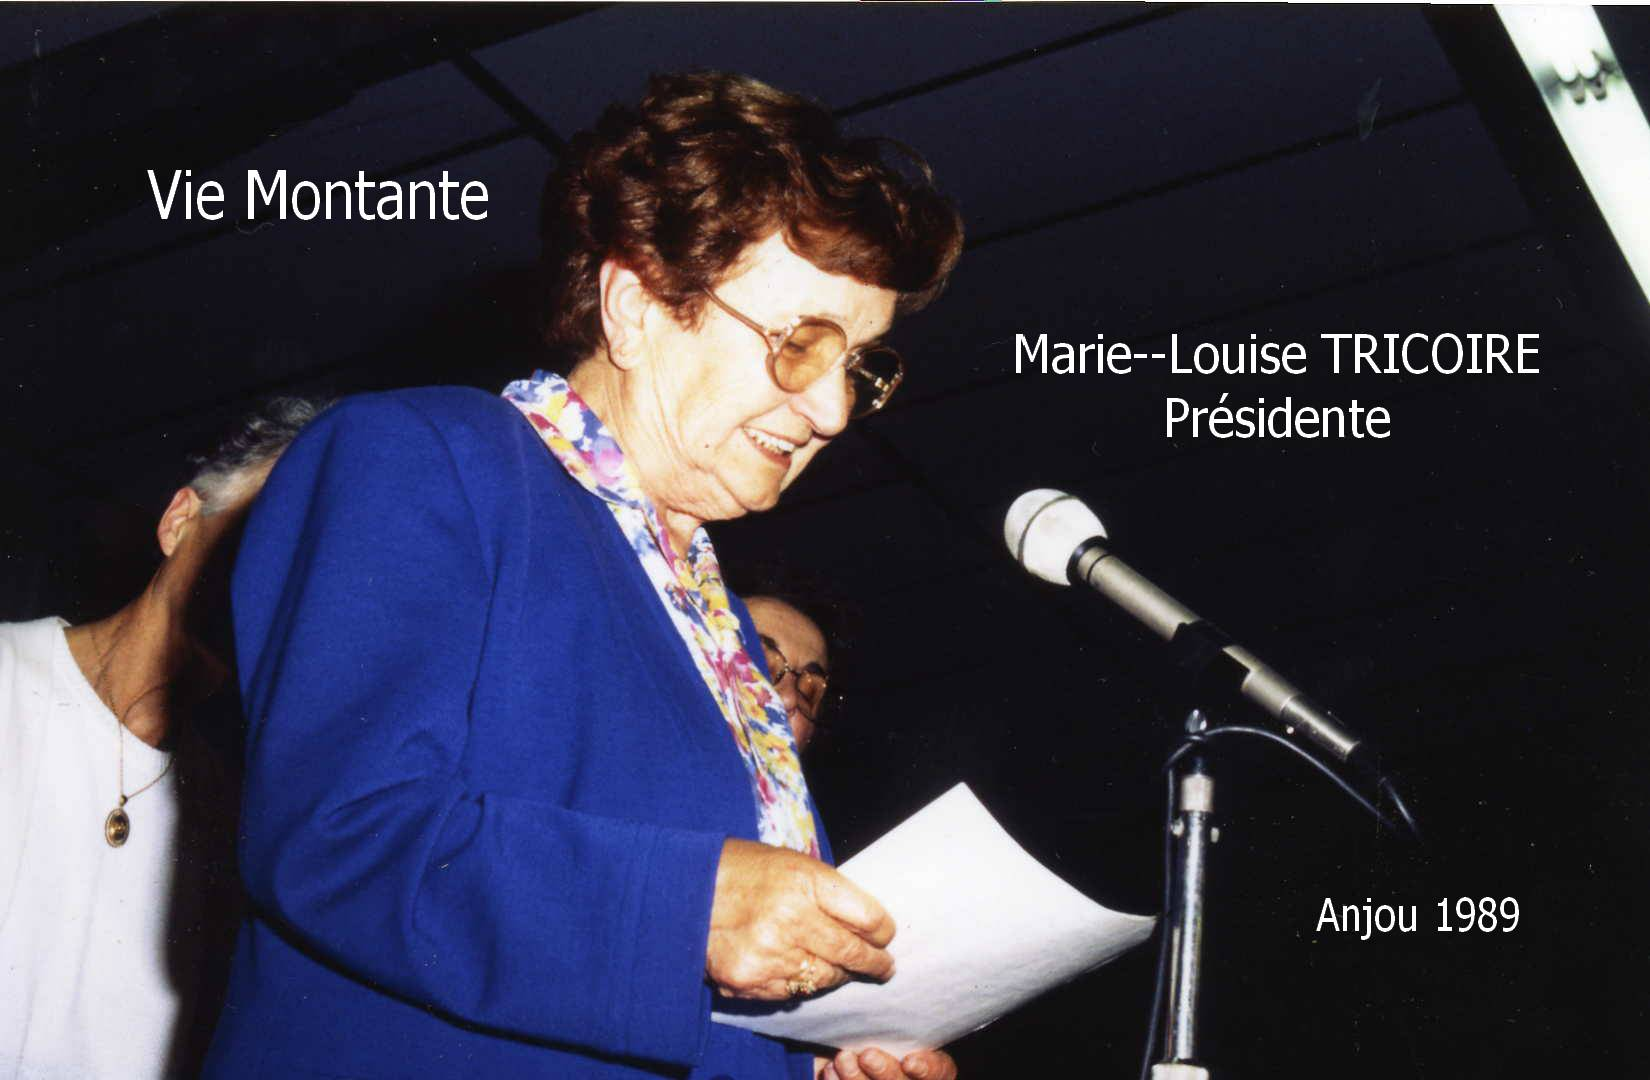 Vie Montante
Marie--Louise TRICOIRE
Présidente
Anjou 1989